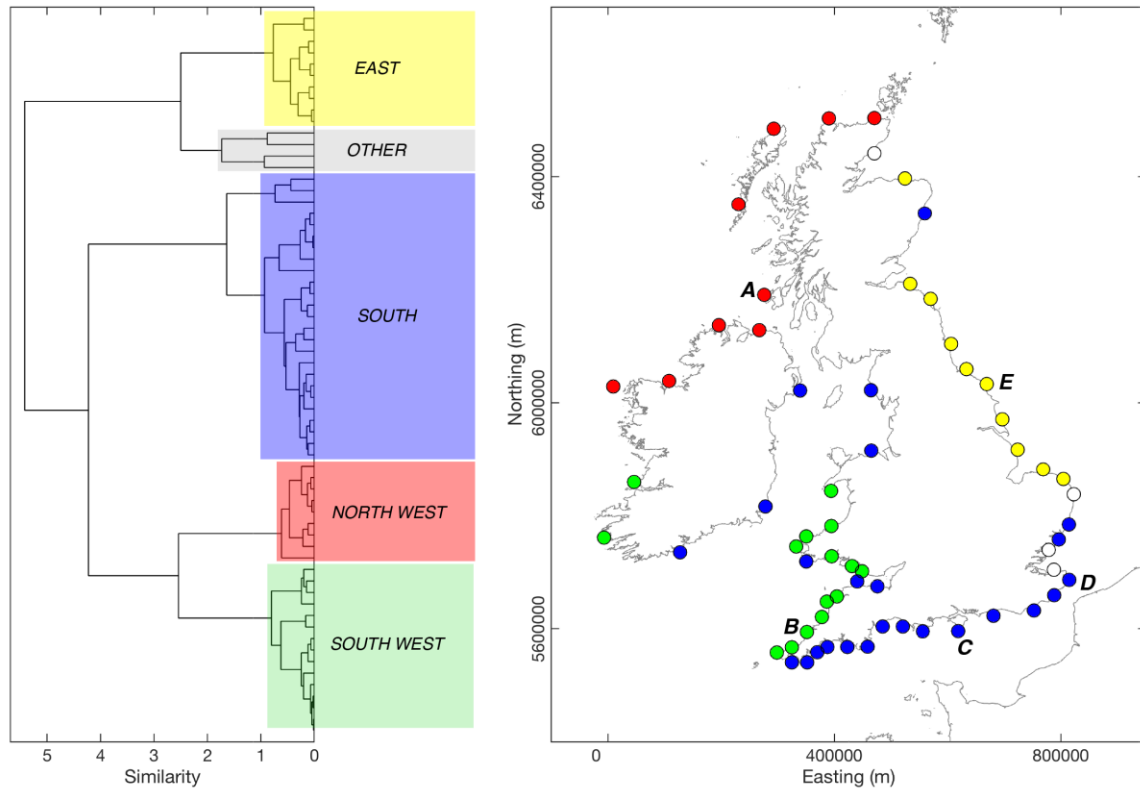 EAST
OTHER
SOUTH
NORTH WEST
SOUTH WEST
5 4 3 2 1 0
Similarity
6400000
6000000
5600000
Northing (m)
A
E
D
B
C
0 400000 800000
Easting (m)